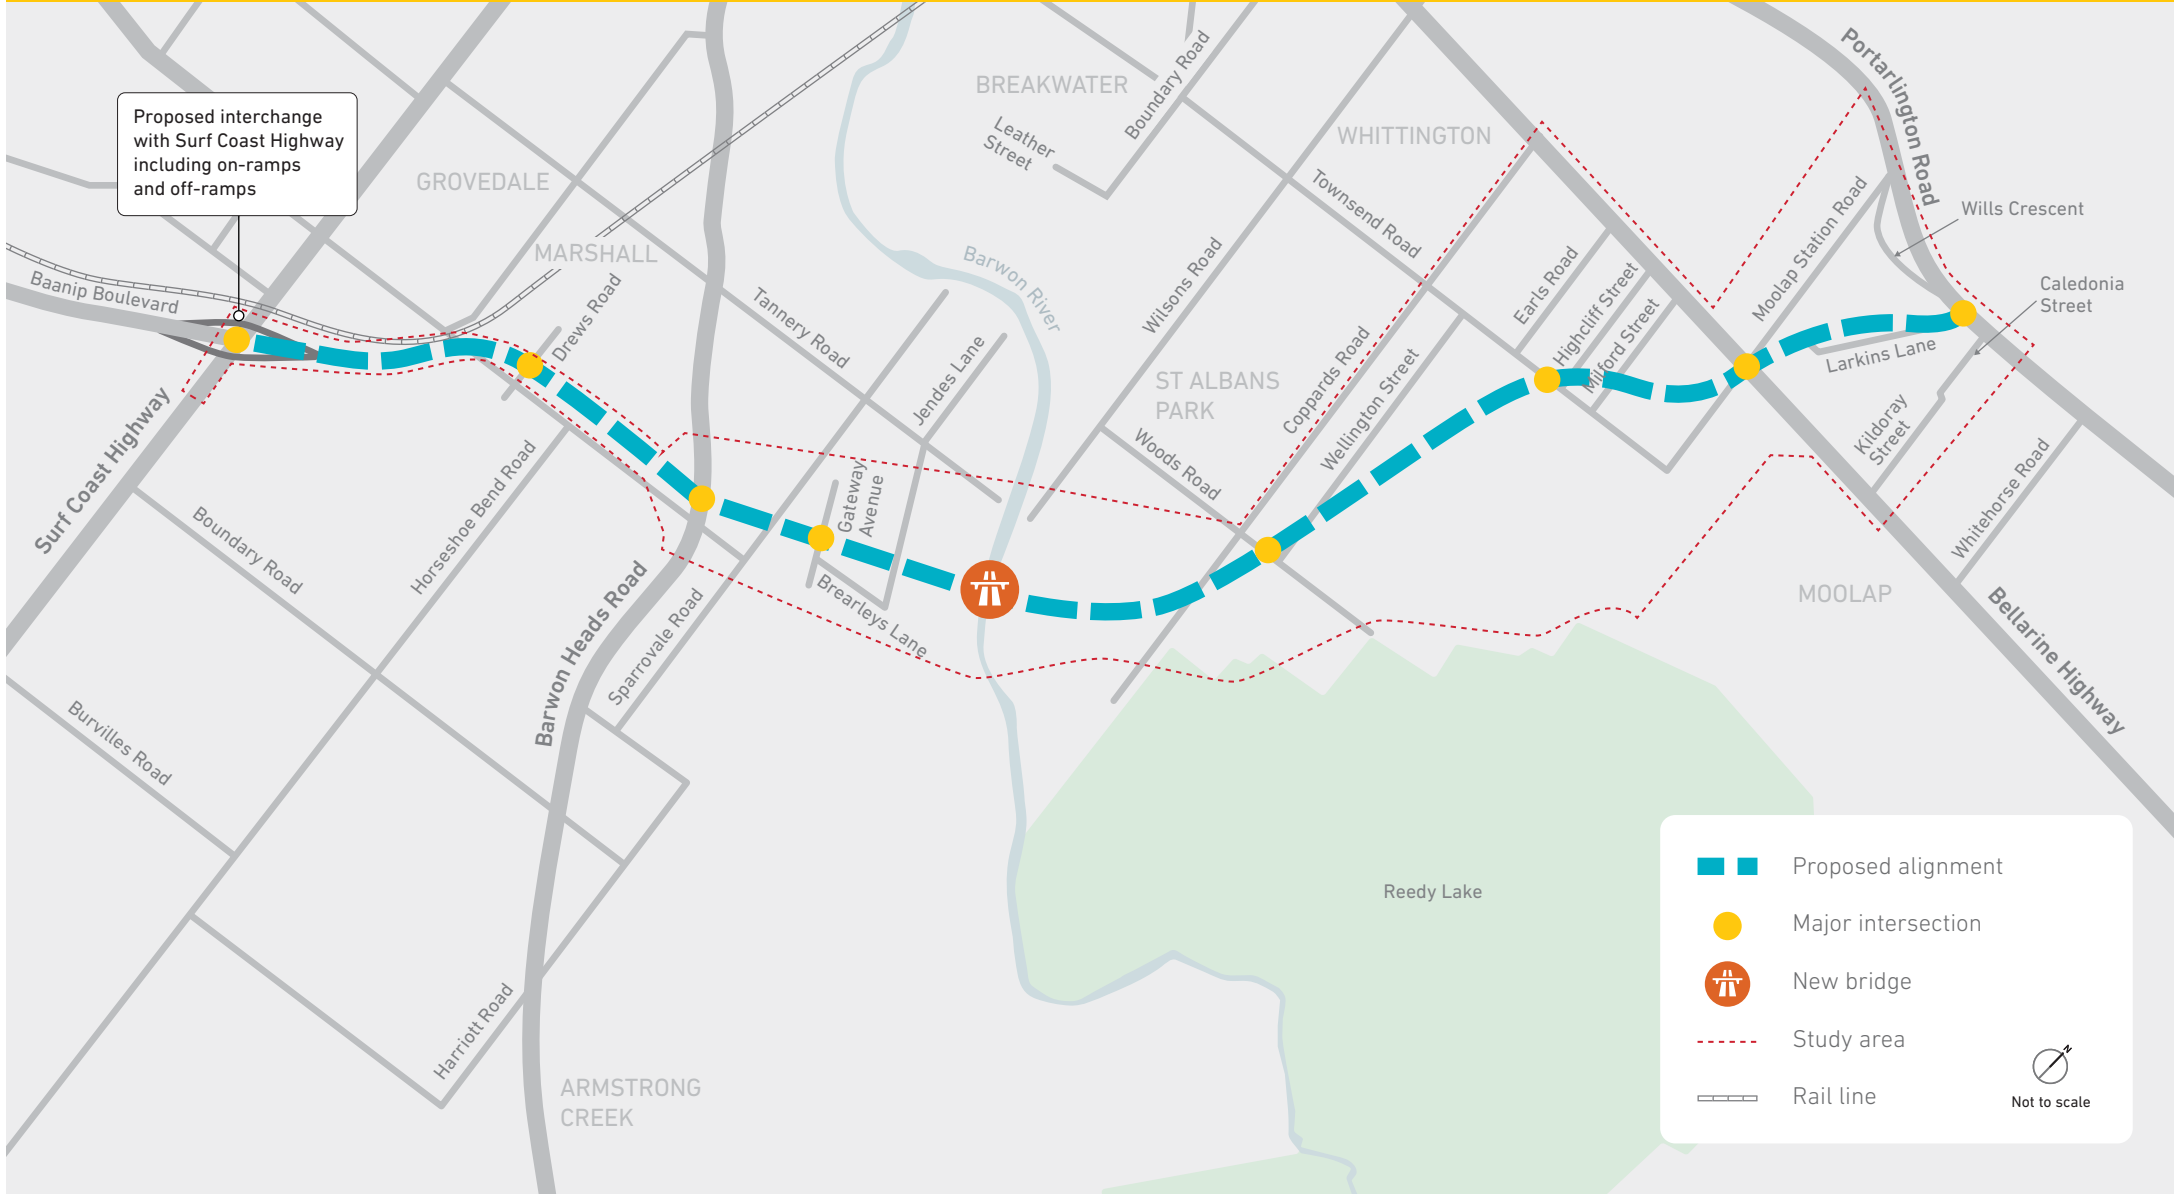 Proposed interchange
with Surf Coast Highway
including on-ramps
and off-ramps
BREAKWATER
Boundary Road
Leather
Street
WHITTINGTON
Portarlington Road
Wills Crescent
Caledonia
Street
GROVEDALE
MARSHALL
Baanip Boulevard
Drews Road
Tannery Road
Barwon River
Wilsons Road
Townsend Road
Earls Road
Highcliff Street
Milford Street
Moolap Station Road
Larkins Lane
Jendes Lane
ST ALBANS
PARK
Coppards Road
Wellington Street
Woods Road
Kildoray
Street
Whitehorse Road
Surf Coast Highway
Boundary Road
Horseshoe Bend Road
Gateway
Avenue
Brearleys Lane
Barwon Heads Road
Sparrovale Road
Burvilles Road
MOOLAP
Bellarine Highway
Harriott Road
ARMSTRONG
CREEK
Reedy Lake
Proposed alignment
Major intersection
New bridge
Study area
Rail line
N
Not to scale